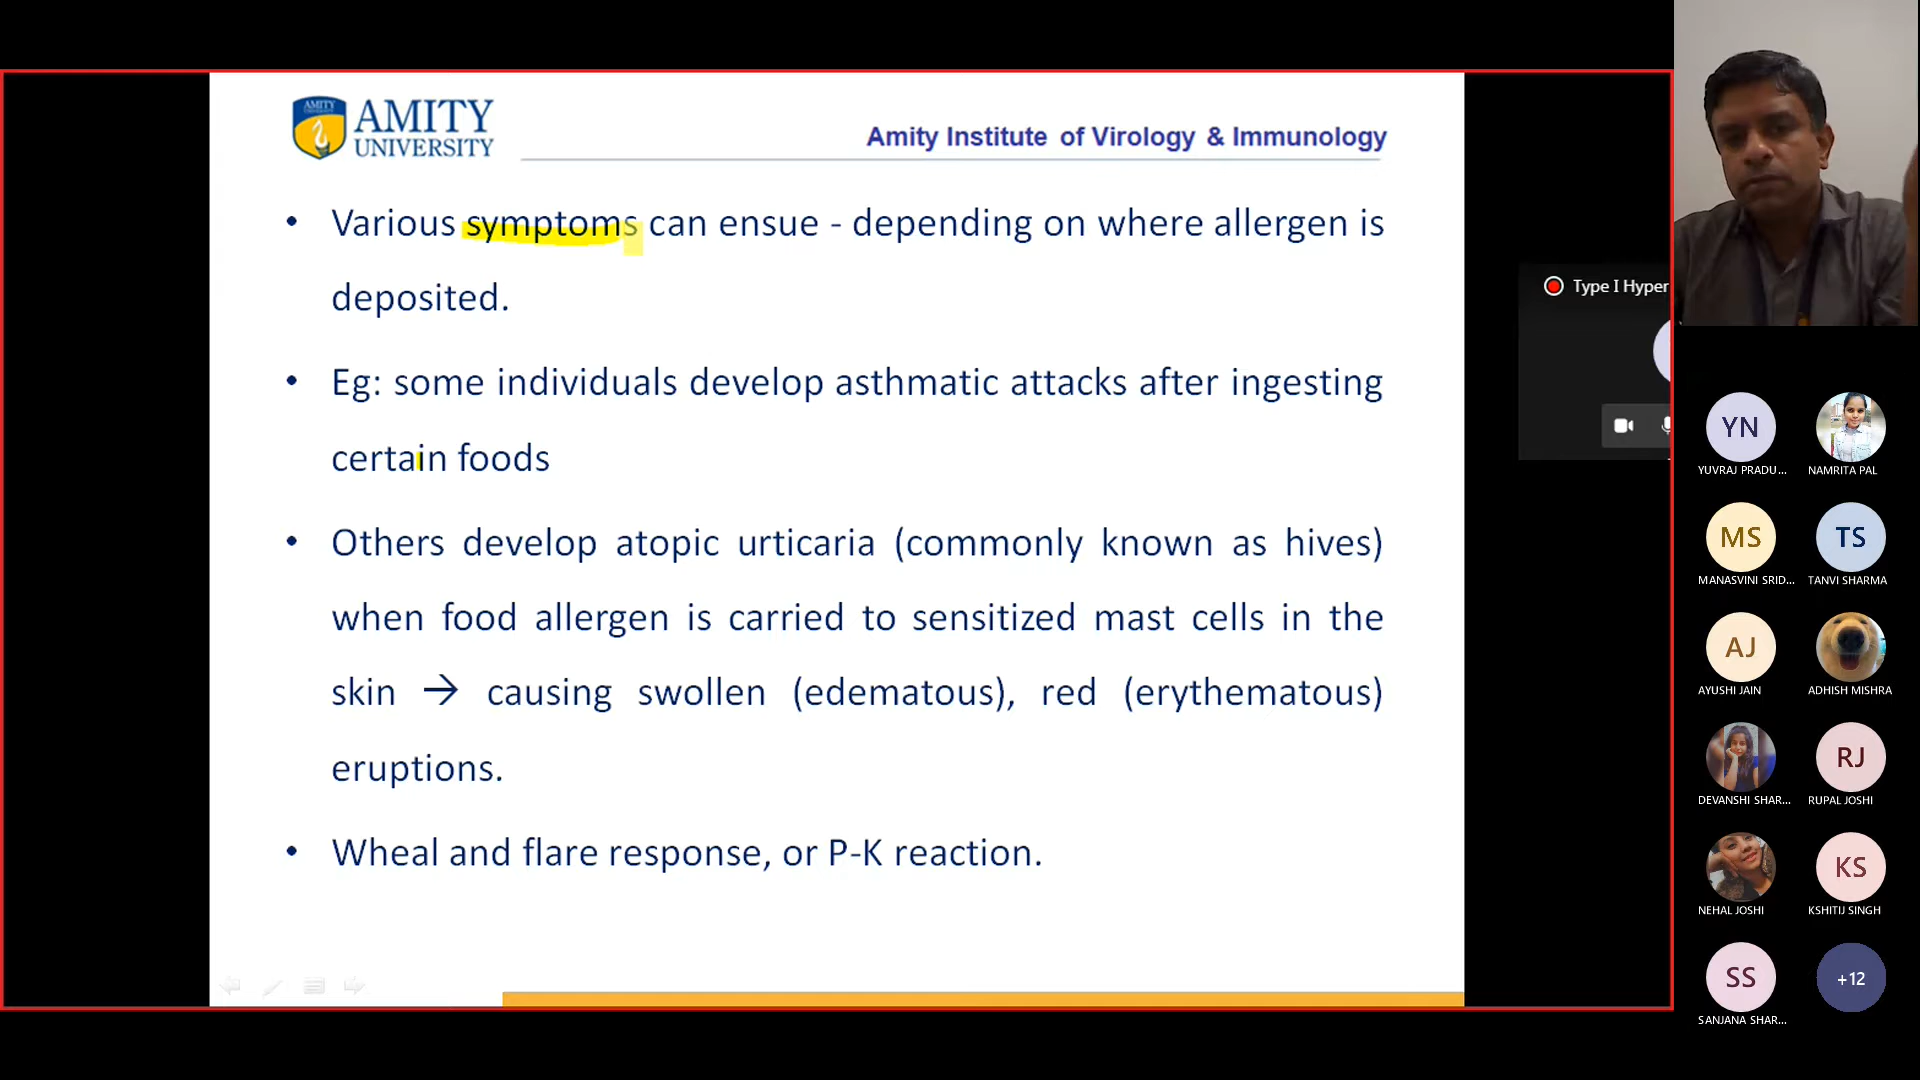 AMITY
AMITY
UNIVERSITY
Amity Institute of Virology & Immunology
• Various symptoms can ensue - depending on where allergen is
deposited.
• Eg: some individuals develop asthmatic attacks after ingesting
certain foods
• Others develop atopic urticaria (commonly known as hives)
when food allergen is carried to sensitized mast cells in the
skin → causing swollen (edematous), red (erythematous)
eruptions.
• Wheal and flare response, or P-K reaction.
Type I Hyper
YN
YUVRAJ PRADU...
NAMRITA PAL
MS
MANASVINI SRID...
TS
TANVI SHARMA
AJ
AYUSHI JAIN
ADHISH MISHRA
DEVANSHI SHAR...
RJ
RUPAL JOSHI
NEHAL JOSHI
KS
KSHITIJ SINGH
SS
SANJANA SHAR...
+12